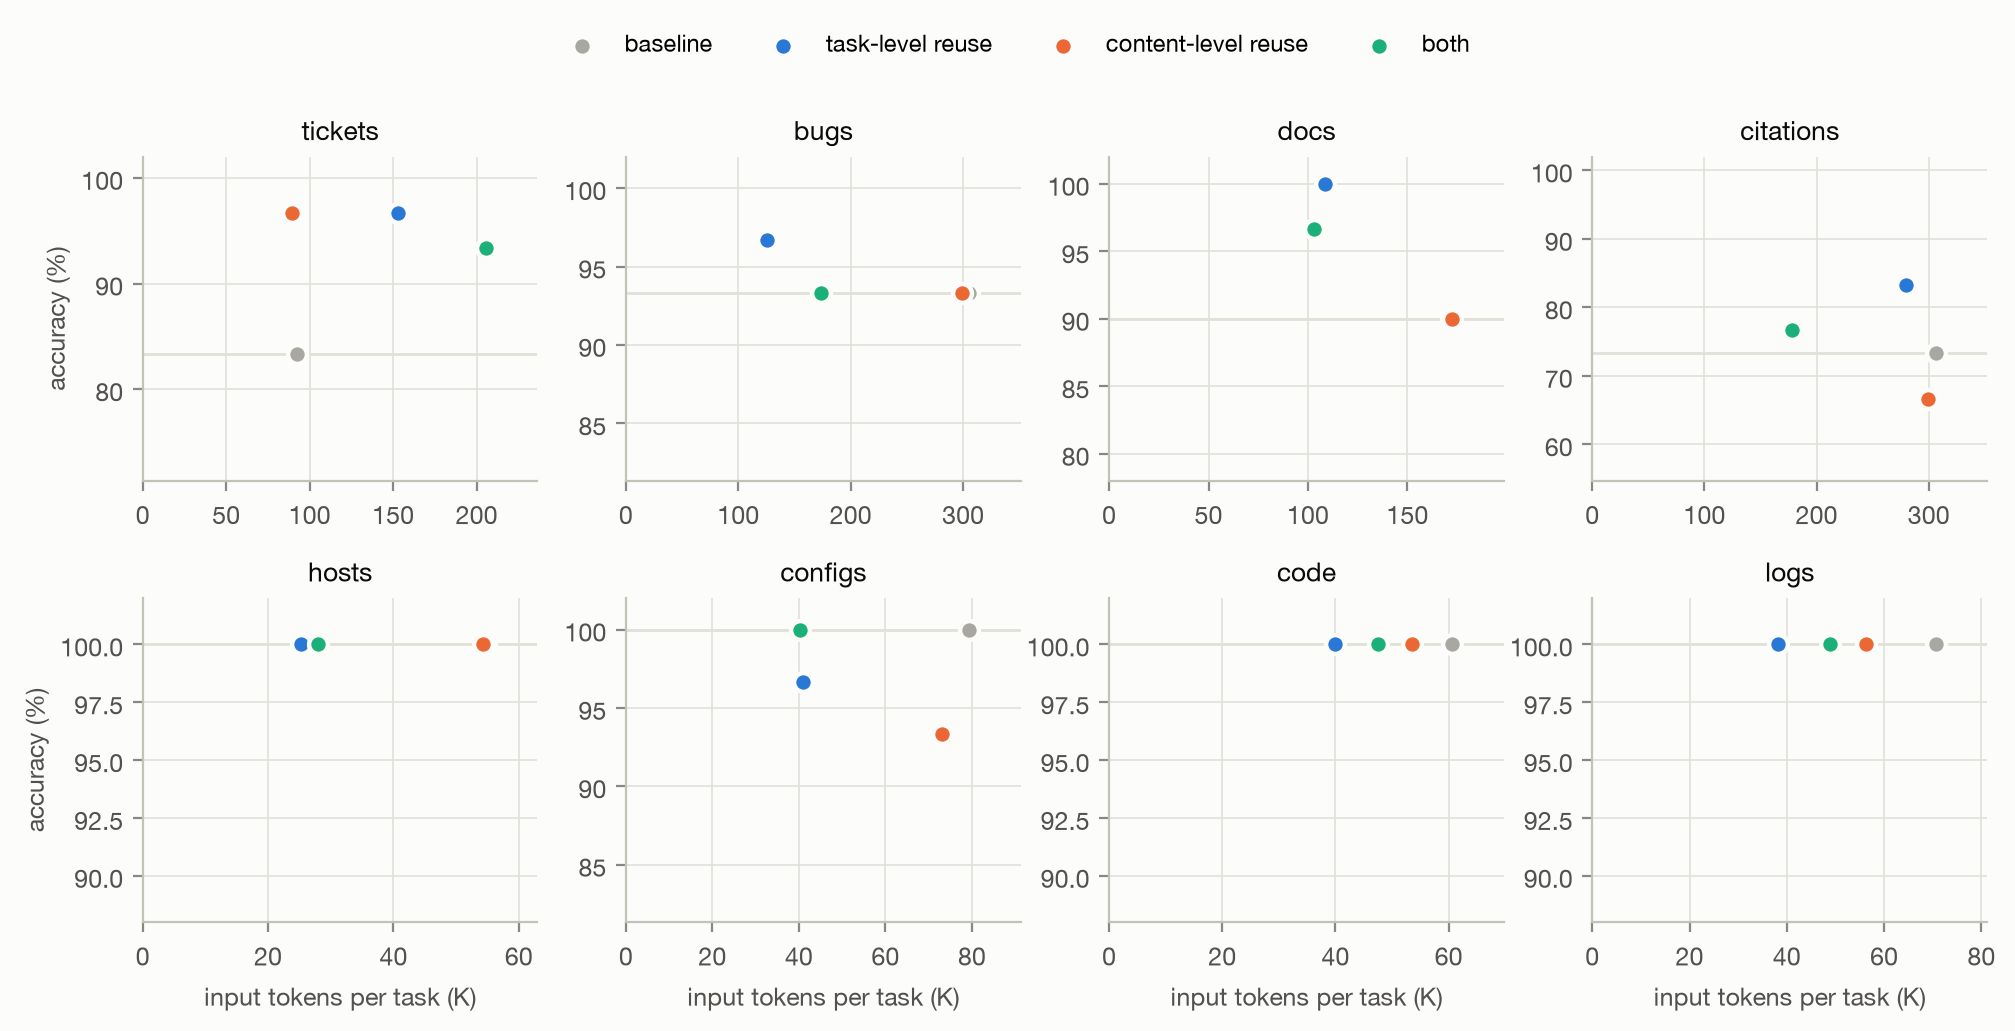 baseline task-level reuse content-level reuse both
tickets bugs docs citations
accuracy (%)
100
90
80
0 50 100 150 200
100
95
90
85
0 100 200 300
100
95
90
85
80
0 50 100 150
100
90
80
70
60
0 100 200 300
hosts configs code logs
accuracy (%)
100.0
97.5
95.0
92.5
90.0
0 20 40 60
input tokens per task (K)
100
95
90
85
0 20 40 60 80
input tokens per task (K)
100.0
97.5
95.0
92.5
90.0
0 20 40 60
input tokens per task (K)
100.0
97.5
95.0
92.5
90.0
0 20 40 60 80
input tokens per task (K)